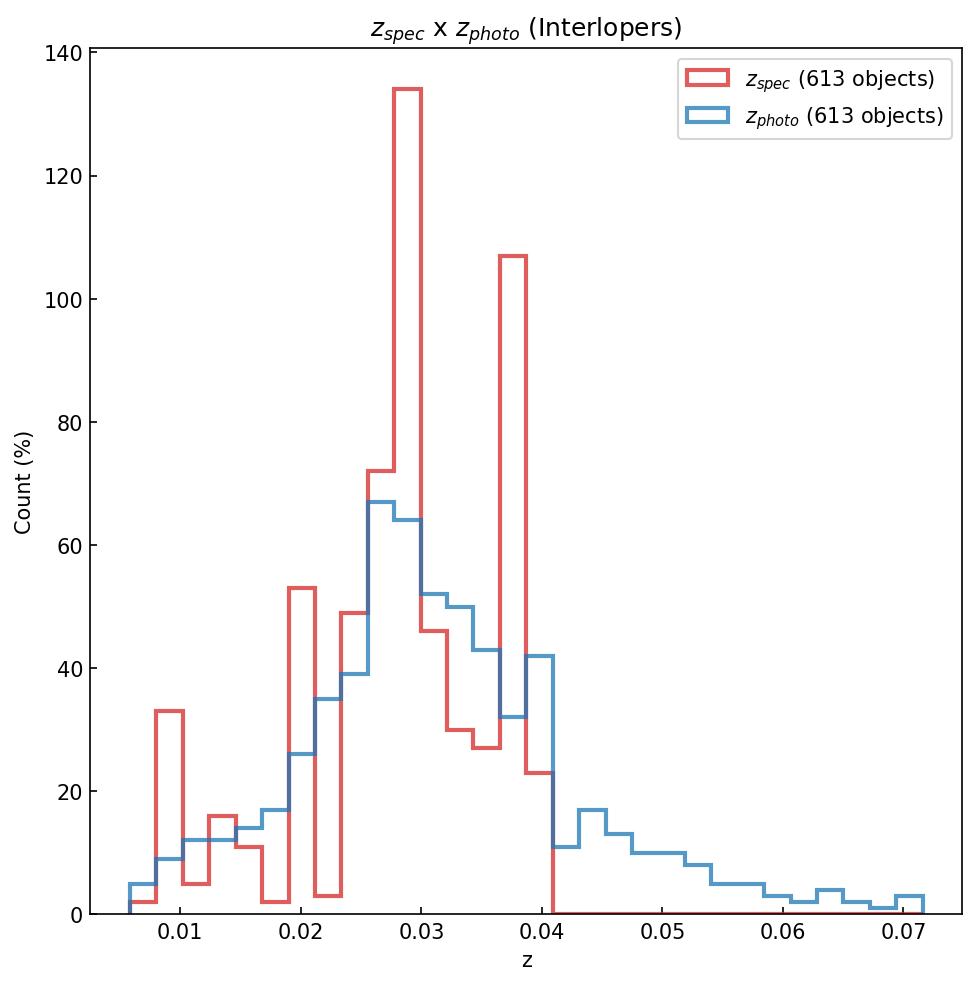 z_spec x z_photo (Interlopers)
z_spec (613 objects)
z_photo (613 objects)
Count (%)
140
120
100
80
60
40
20
0
0.01 0.02 0.03 0.04 0.05 0.06 0.07
z